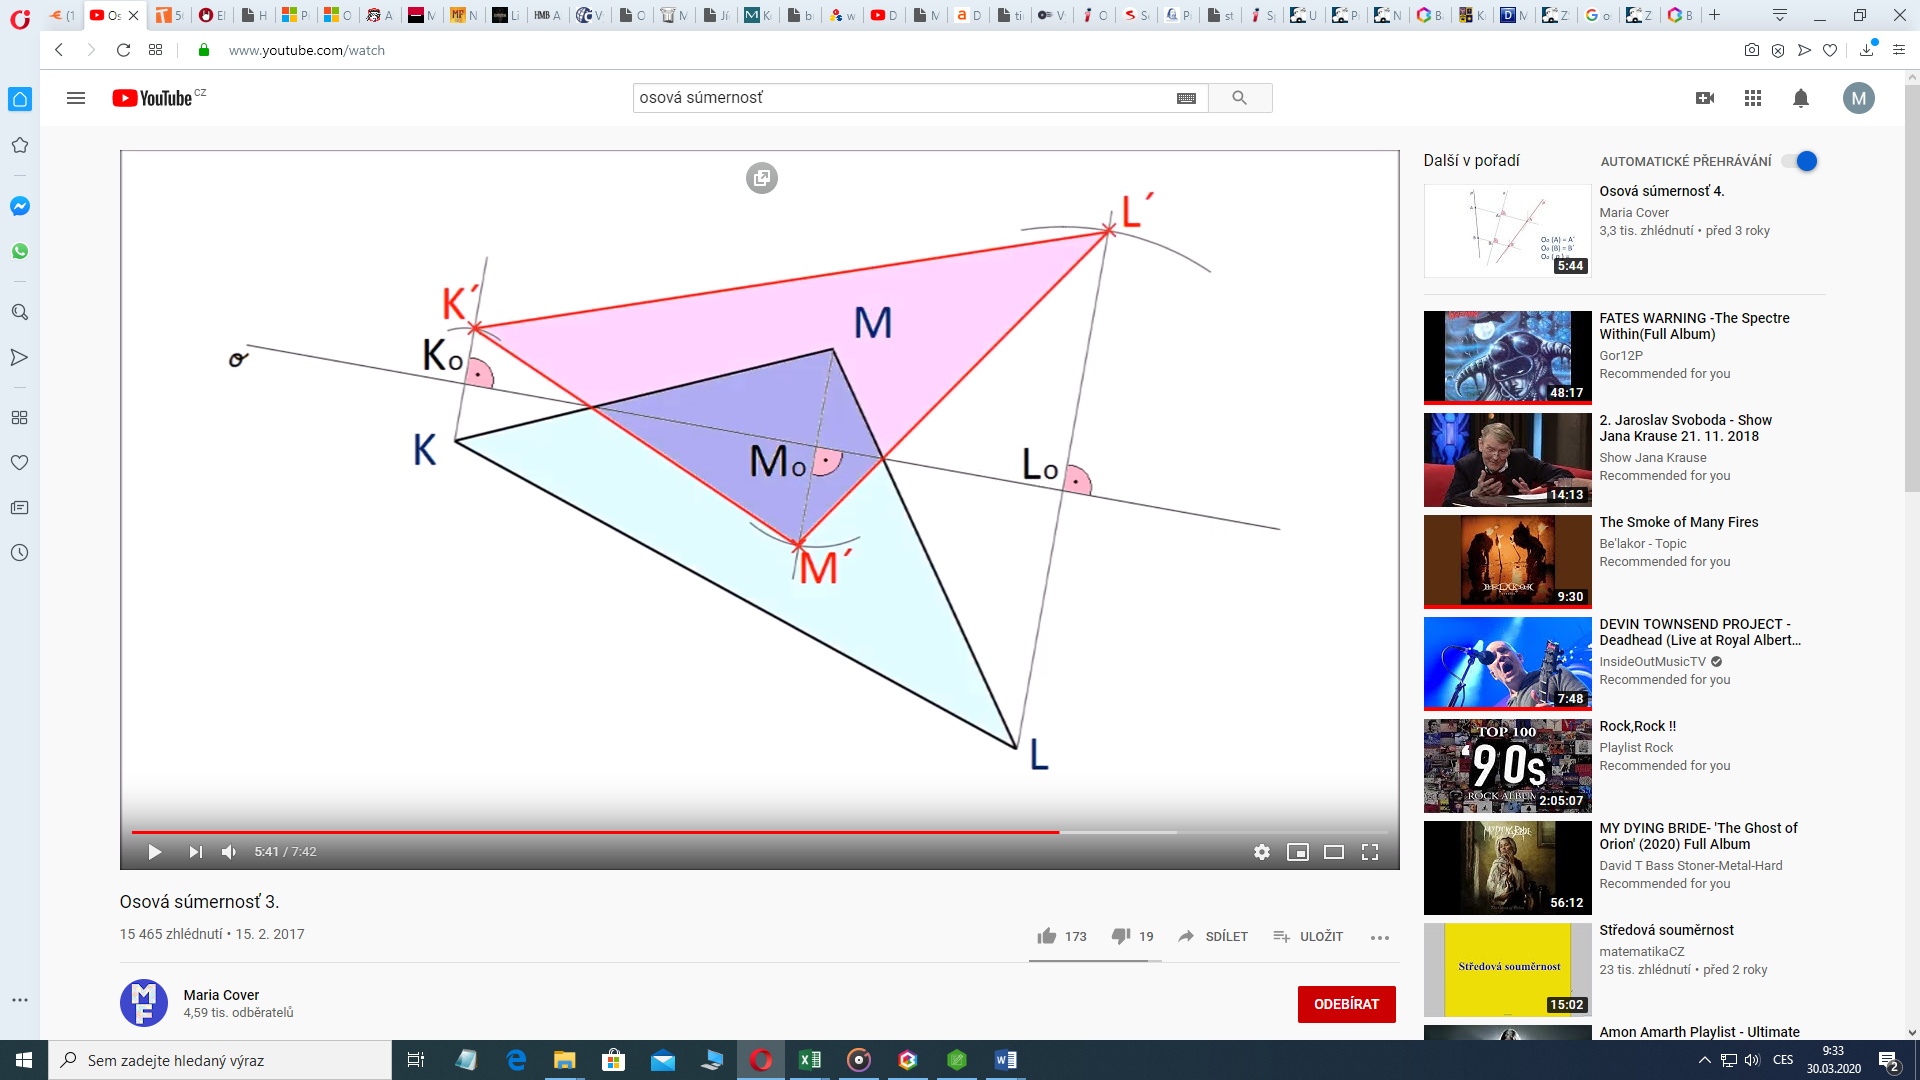 Os
www.youtube.com/watch
YouTube CZ
osová súmernosť
M
L´
K´
M
o
Ko
K
Mo
Lo
M´
L
5:41 / 7:42
Osová súmernosť 3.
15 465 zhlédnutí • 15. 2. 2017
173
19
SDÍLET
ULOŽIT
MF
Maria Cover
4,59 tis. odběratelů
ODEBÍRAT
Další v pořadí
AUTOMATICKÉ PŘEHRÁVÁNÍ
Oo (A) = A´
Oo (B) = B´
5:44
Osová súmernosť 4.
Maria Cover
3,3 tis. zhlédnutí • před 3 roky
48:17
FATES WARNING -The Spectre
Within(Full Album)
Gor12P
Recommended for you
14:13
2. Jaroslav Svoboda - Show
Jana Krause 21. 11. 2018
Show Jana Krause
Recommended for you
9:30
The Smoke of Many Fires
Be'lakor - Topic
Recommended for you
7:48
DEVIN TOWNSEND PROJECT -
Deadhead (Live at Royal Albert…
InsideOutMusicTV
Recommended for you
TOP 100
'90s
ROCK ALBUM
2:05:07
Rock,Rock !!
Playlist Rock
Recommended for you
56:12
MY DYING BRIDE- 'The Ghost of
Orion' (2020) Full Album
David T Bass Stoner-Metal-Hard
Recommended for you
Středová souměrnost
15:02
Středová souměrnost
matematikaCZ
23 tis. zhlédnutí • před 2 roky
Amon Amarth Playlist - Ultimate
Sem zadejte hledaný výraz
CES
9:33
30.03.2020
2